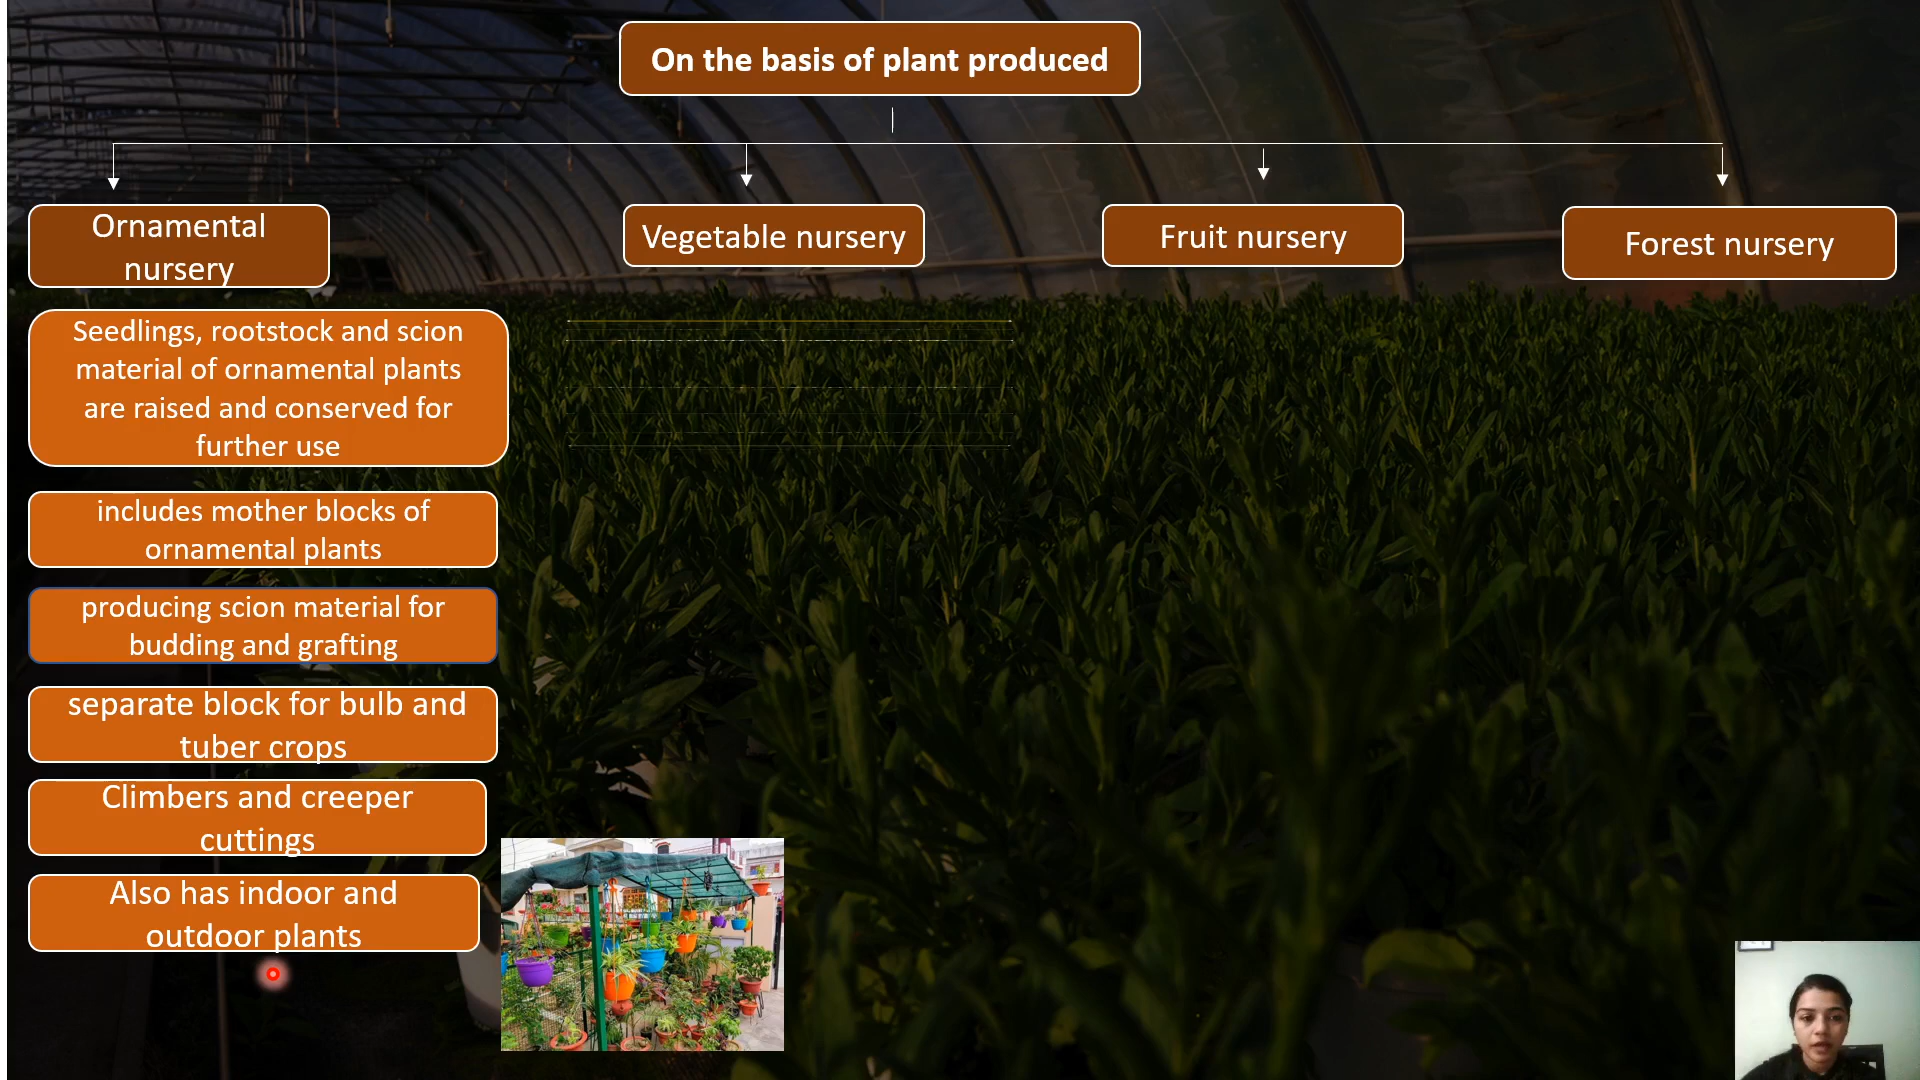 On the basis of plant produced
Ornamental
nursery
Vegetable nursery
Fruit nursery
Forest nursery
Seedlings, rootstock and scion
material of ornamental plants
are raised and conserved for
further use
includes mother blocks of
ornamental plants
producing scion material for
budding and grafting
separate block for bulb and
tuber crops
Climbers and creeper
cuttings
Also has indoor and
outdoor plants